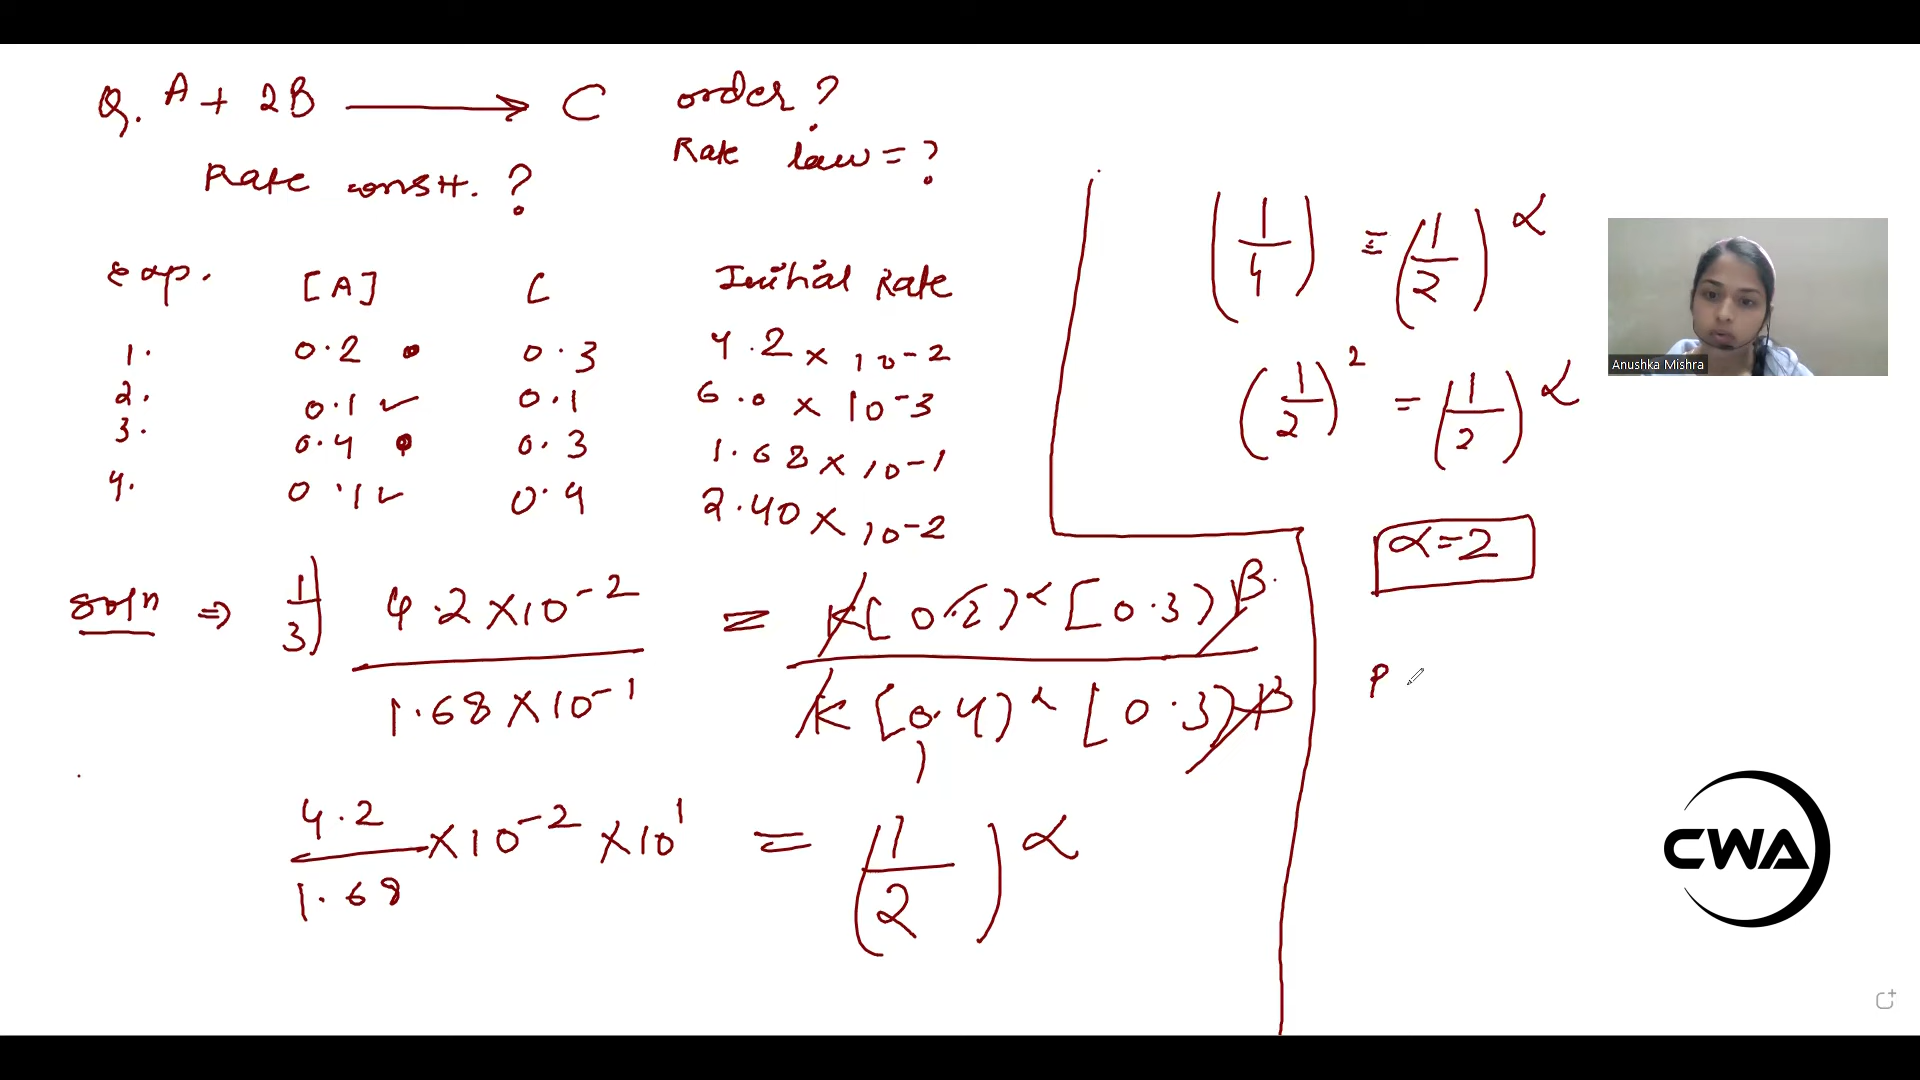 Q. A + 2B ⟶ C order?
Rate law = ?
Rate const. ?
exp. [A] C Initial Rate
1. 0.2 0.3 4.2 × 10-2
2. 0.1 ✓ 0.1 6.0 × 10-3
3. 0.4 0.3 1.68 × 10-1
4. 0.1 ✓ 0.4 2.40 × 10-2
Soln ⇒ 1/3) 4.2 × 10^-2 / 1.68 × 10^-1 = K[0.2)^α [0.3)^β / K[0.4)^α [0.3)^β
1
4.2/1.68 × 10^-2 × 10^1 = (1/2)^α
(1/4) = (1/2)^α
(1/2)^2 = (1/2)^α
α = 2
P
Anushka Mishra
CWA